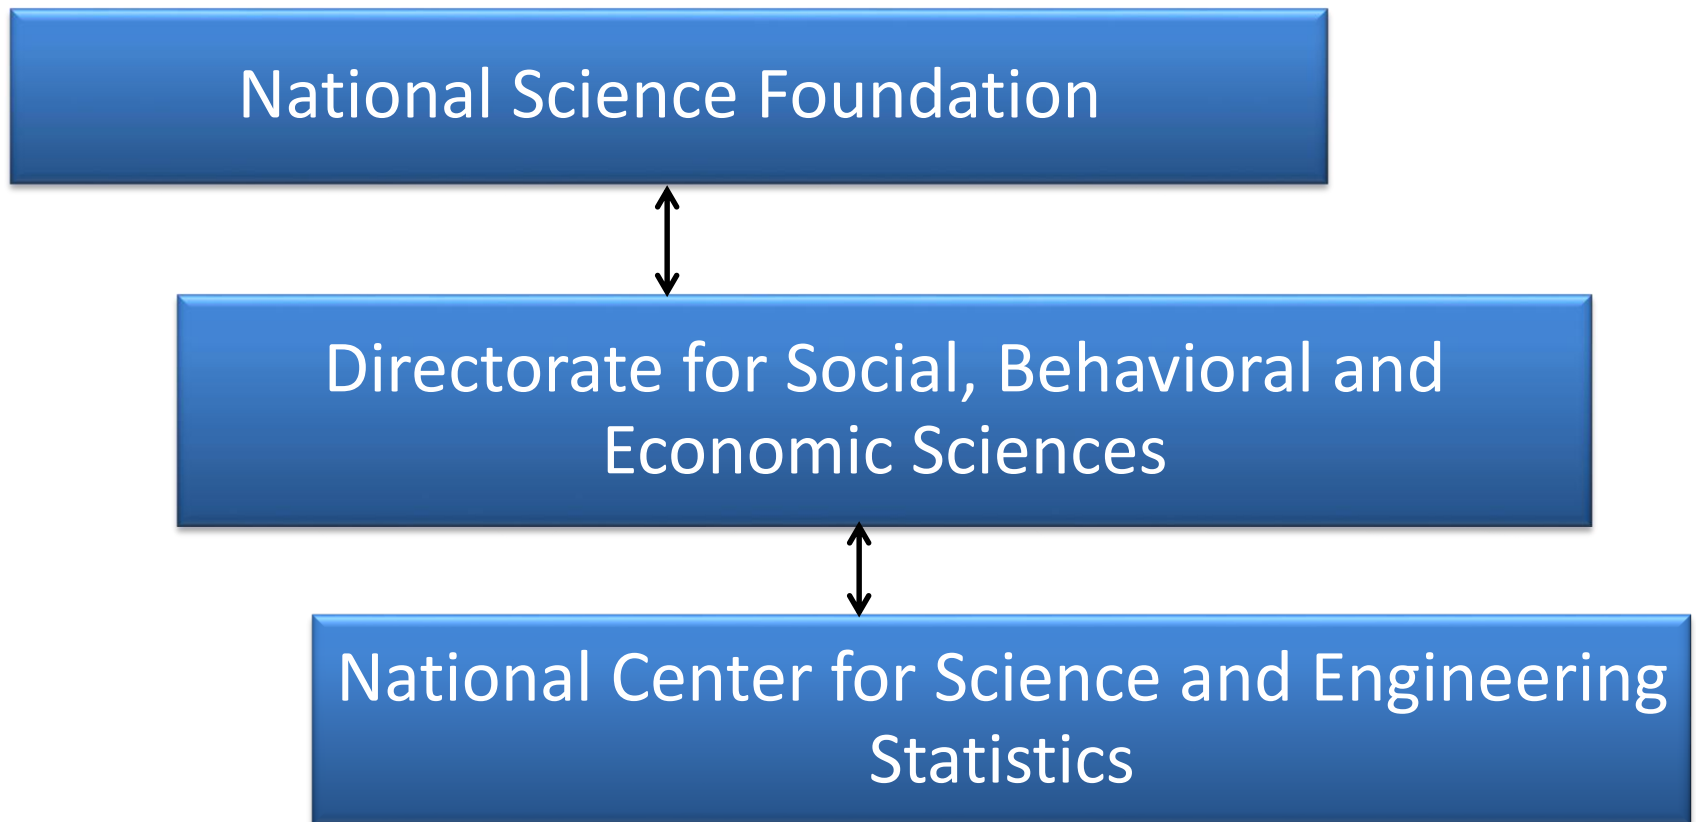 National Science Foundation
Directorate for Social, Behavioral and
Economic Sciences
National Center for Science and Engineering
Statistics